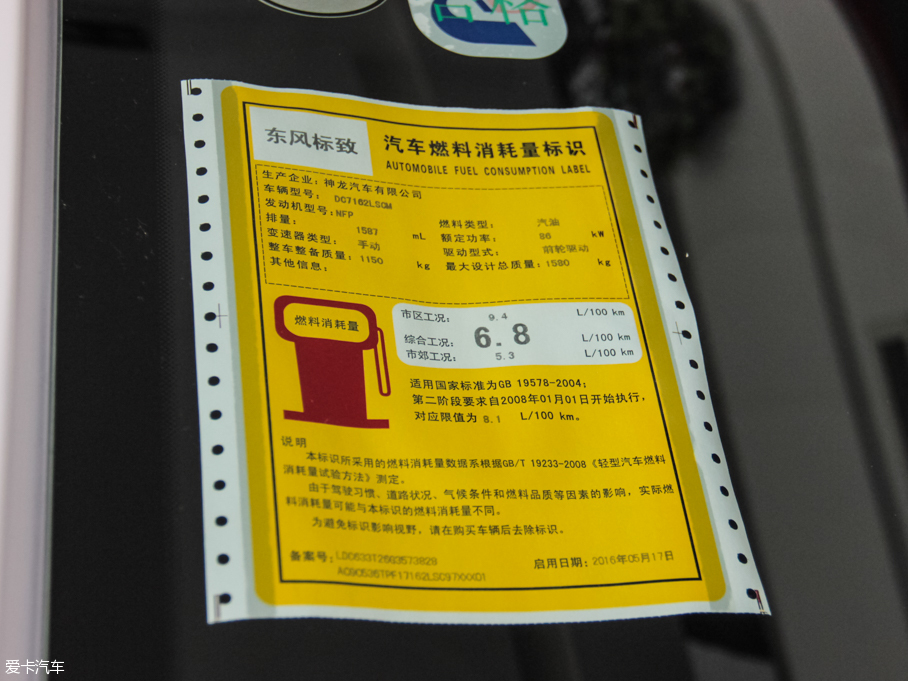 合格
东风标致
汽车燃料消耗量标识
AUTOMOBILE FUEL CONSUMPTION LABEL
生产企业：神龙汽车有限公司
车辆型号： DC7162LSCM
发动机型号：NFP
排量： 1587 mL
燃料类型： 汽油
变速器类型： 手动
额定功率： 86 kW
整车整备质量：1150 kg
驱动型式： 前轮驱动
其他信息：
最大设计总质量：1580 kg
燃料消耗量
市区工况： 9.4 L/100 km
综合工况： 6.8 L/100 km
市郊工况： 5.3 L/100 km
适用国家标准为GB 19578-2004；
第二阶段要求自2008年01月01日开始执行，
对应限值为 8.1 L/100 km。
说明
本标识所采用的燃料消耗量数据系根据GB/T 19233-2008《轻型汽车燃料
消耗量试验方法》测定。
由于驾驶习惯、道路状况、气候条件和燃料品质等因素的影响，实际燃
料消耗量可能与本标识的燃料消耗量不同。
为避免标识影响视野，请在购买车辆后去除标识。
备案号：
启用日期：2016年05月17日
爱卡汽车